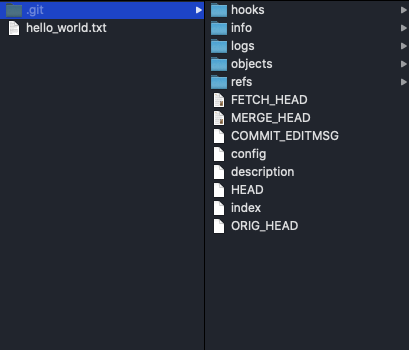 .git
hello_world.txt
hooks
info
logs
objects
refs
FETCH_HEAD
MERGE_HEAD
COMMIT_EDITMSG
config
description
HEAD
index
ORIG_HEAD